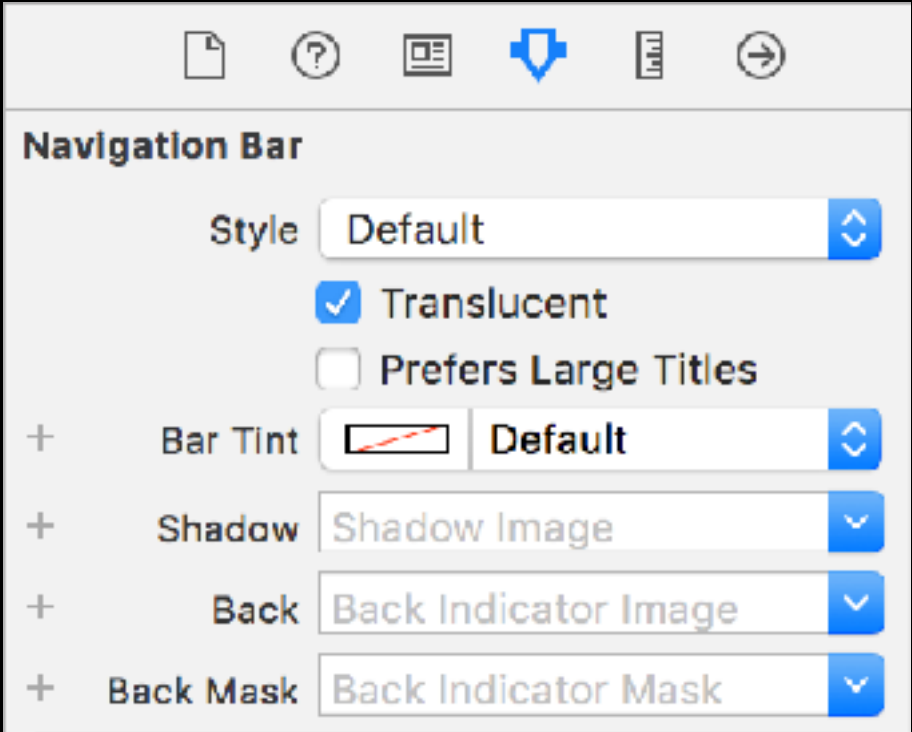 Navigation Bar
Style Default
Translucent
Prefers Large Titles
Bar Tint Default
Shadow Shadow Image
Back Back Indicator Image
Back Mask Back Indicator Mask